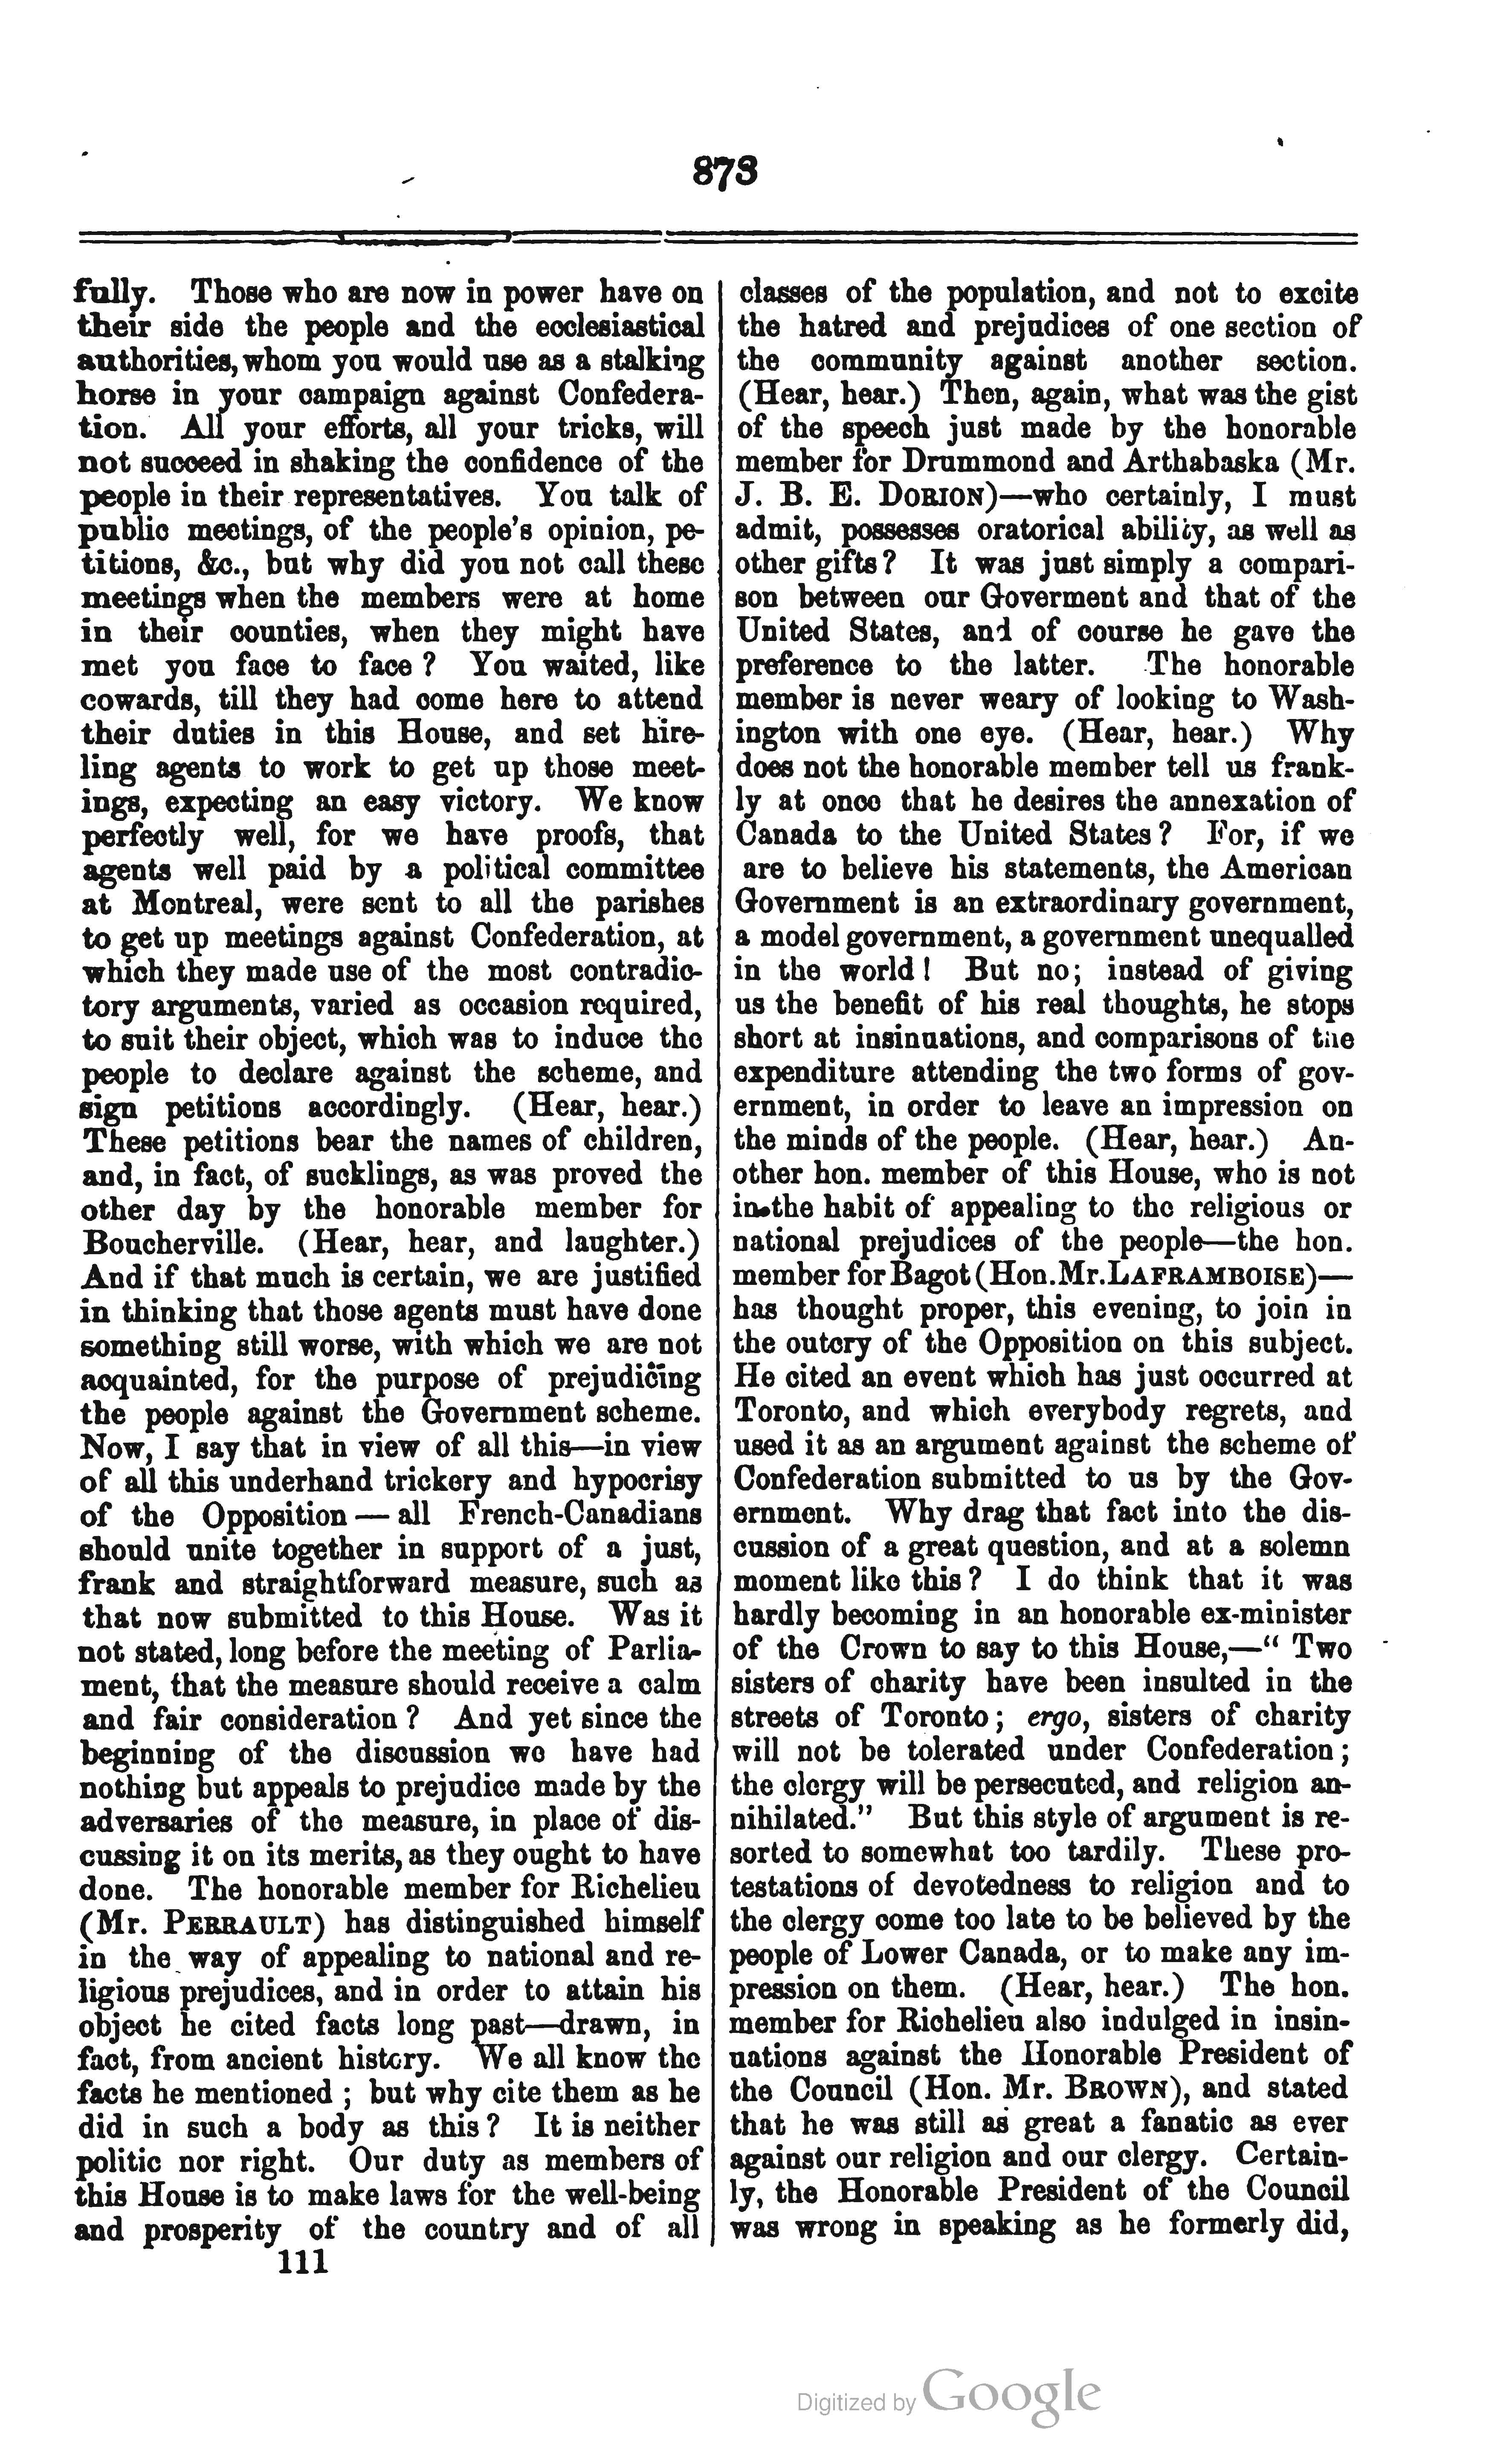 873
fully. Those who are now in power have on
their side the people and the ecclesiastical
authorities, whom you would use as a stalking
horse in your campaign against Confedera-
tion. All your efforts, all your tricks, will
not succeed in shaking the confidence of the
people in their representatives. You talk of
public meetings, of the people's opinion, pe-
titions, &c., but why did you not call these
meetings when the members were at home
in their counties, when they might have
met you face to face? You waited, like
cowards, till they had come here to attend
their duties in this House, and set hire-
ling agents to work to get up those meet-
ings, expecting an easy victory. We know
perfectly well, for we have proofs, that
agents well paid by a political committee
at Montreal, were sent to all the parishes
to get up meetings against Confederation, at
which they made use of the most contradic-
tory arguments, varied as occasion required,
to suit their object, which was to induce the
people to declare against the scheme, and
sign petitions accordingly. (Hear, hear.)
These petitions bear the names of children,
and, in fact, of sucklings, as was proved the
other day by the honorable member for
Boucherville. (Hear, hear, and laughter.)
And if that much is certain, we are justified
in thinking that those agents must have done
something still worse, with which we are not
acquainted, for the purpose of prejudicing
the people against the Government scheme.
Now, I say that in view of all this—in view
of all this underhand trickery and hypocrisy
of the Opposition — all French-Canadians
should unite together in support of a just,
frank and straightforward measure, such as
that now submitted to this House. Was it
not stated, long before the meeting of Parlia-
ment, that the measure should receive a calm
and fair consideration? And yet since the
beginning of the discussion we have had
nothing but appeals to prejudice made by the
adversaries of the measure, in place of dis-
cussing it on its merits, as they ought to have
done. The honorable member for Richelieu
(Mr. PERRAULT) has distinguished himself
in the way of appealing to national and re-
ligious prejudices, and in order to attain his
object he cited facts long past—drawn, in
fact, from ancient history. We all know the
facts he mentioned; but why cite them as he
did in such a body as this? It is neither
politic nor right. Our duty as members of
this House is to make laws for the well-being
and prosperity of the country and of all
111
classes of the population, and not to excite
the hatred and prejudices of one section of
the community against another section.
(Hear, hear.) Then, again, what was the gist
of the speech just made by the honorable
member for Drummond and Arthabaska (Mr.
J. B. E. DORION)—who certainly, I must
admit, possesses oratorical ability, as well as
other gifts? It was just simply a compari-
son between our Goverment and that of the
United States, and of course he gave the
preference to the latter. The honorable
member is never weary of looking to Wash-
ington with one eye. (Hear, hear.) Why
does not the honorable member tell us frank-
ly at once that he desires the annexation of
Canada to the United States? For, if we
are to believe his statements, the American
Government is an extraordinary government,
a model government, a government unequalled
in the world! But no; instead of giving
us the benefit of his real thoughts, he stops
short at insinuations, and comparisons of the
expenditure attending the two forms of gov-
ernment, in order to leave an impression on
the minds of the people. (Hear, hear.) An-
other hon. member of this House, who is not
in the habit of appealing to the religious or
national prejudices of the people—the hon.
member for Bagot (Hon. Mr. LAFRAMBOISE)—
has thought proper, this evening, to join in
the outcry of the Opposition on this subject.
He cited an event which has just occurred at
Toronto, and which everybody regrets, and
used it as an argument against the scheme of
Confederation submitted to us by the Gov-
ernment. Why drag that fact into the dis-
cussion of a great question, and at a solemn
moment like this? I do think that it was
hardly becoming in an honorable ex-minister
of the Crown to say to this House,—" Two
sisters of charity have been insulted in the
streets of Toronto; ergo, sisters of charity
will not be tolerated under Confederation;
the clergy will be persecuted, and religion an-
nihilated." But this style of argument is re-
sorted to somewhat too tardily. These pro-
testations of devotedness to religion and to
the clergy come too late to be believed by the
people of Lower Canada, or to make any im-
pression on them. (Hear, hear.) The hon.
member for Richelieu also indulged in insin-
uations against the Honorable President of
the Council (Hon. Mr. BROWN), and stated
that he was still as great a fanatic as ever
against our religion and our clergy. Certain-
ly, the Honorable President of the Council
was wrong in speaking as he formerly did,
Digitized by Google